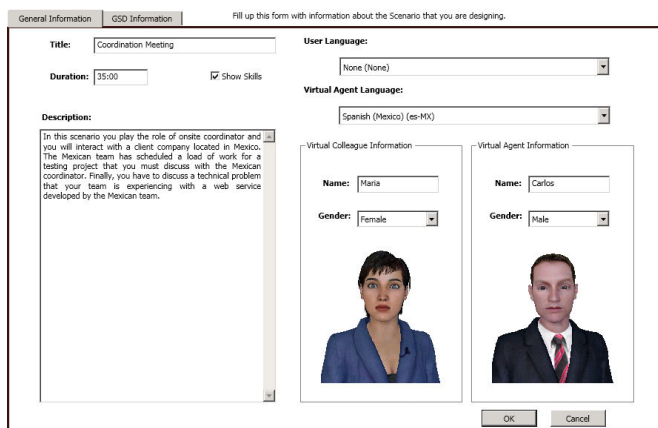 General Information
GSD Information
Fill up this form with information about the Scenario that you are designing.
Title:
Coordination Meeting
Duration:
35:00
Show Skills
Description:
In this scenario you play the role of onsite coordinator and
you will interact with a client company located in Mexico.
The Mexican team has scheduled a load of work for a
testing project that you must discuss with the Mexican
coordinator. Finally, you have to discuss a technical problem
that your team is experiencing with a web service
developed by the Mexican team.
User Language:
None (None)
Virtual Agent Language:
Spanish (Mexico) (es-MX)
Virtual Colleague Information
Name:
Maria
Gender:
Female
Virtual Agent Information
Name:
Carlos
Gender:
Male
OK
Cancel